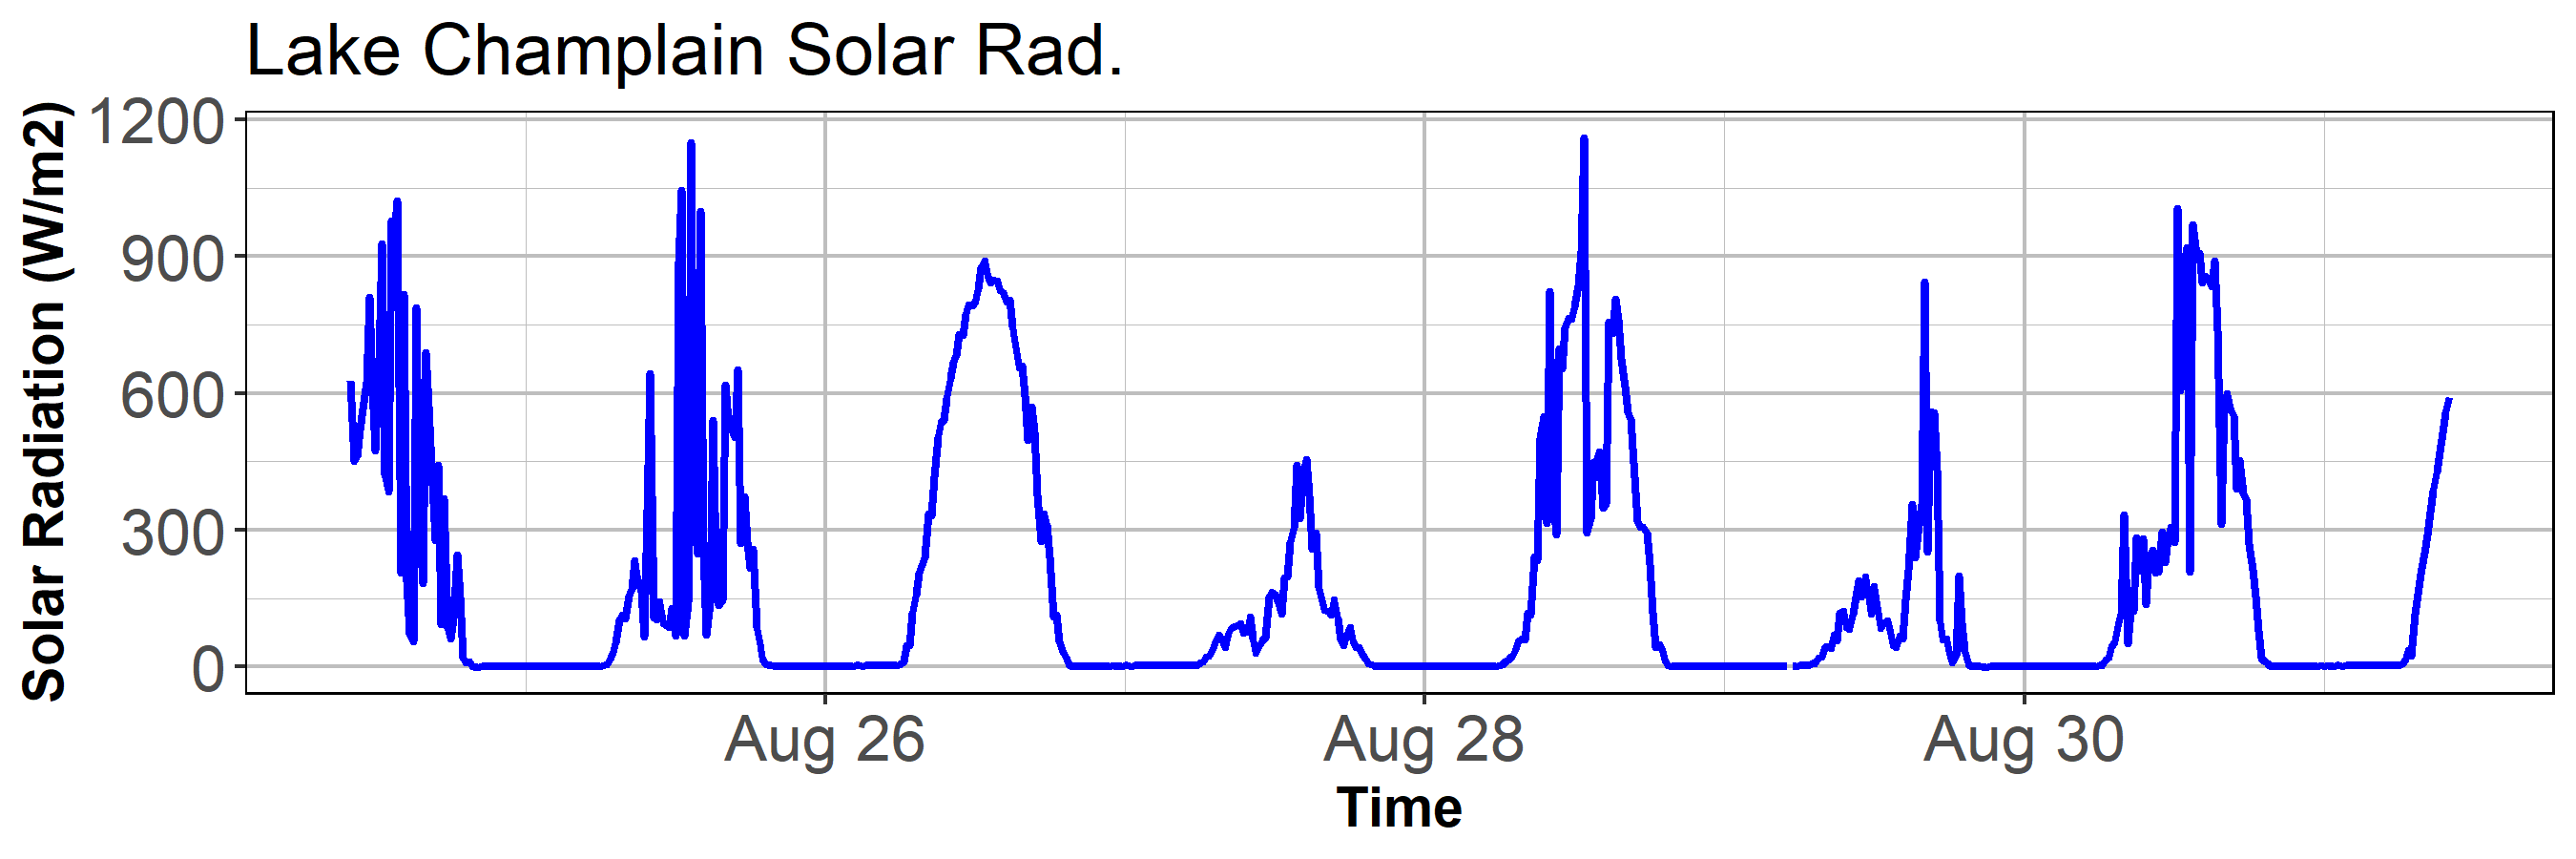 Lake Champlain Solar Rad.
Solar Radiation (W/m2)
1200
900
600
300
0
Aug 26 Aug 28 Aug 30
Time